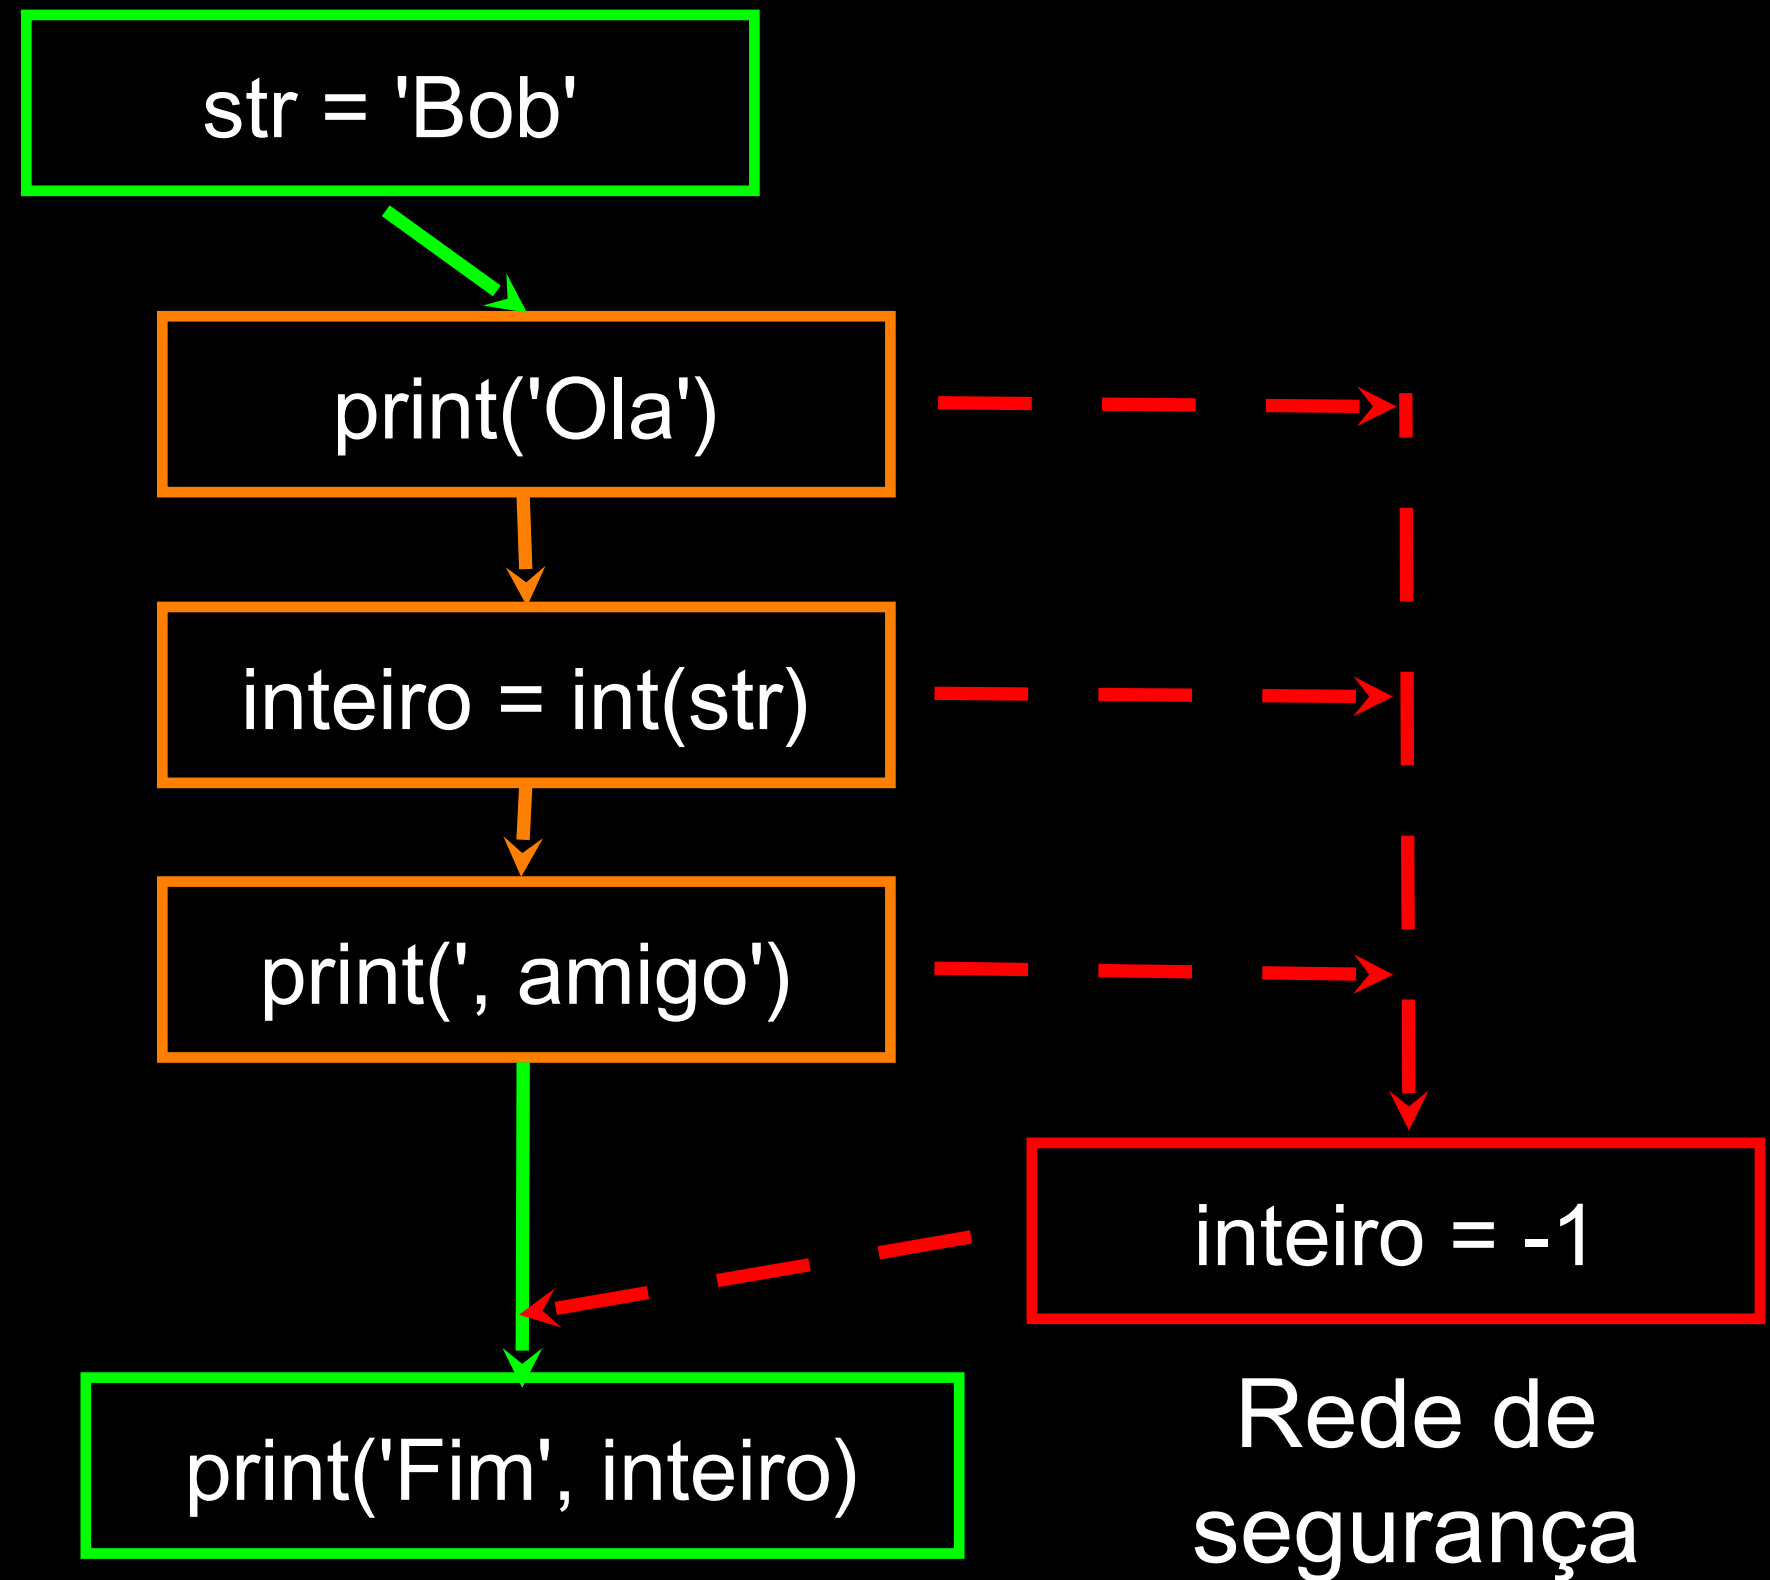 str = 'Bob'
print('Ola')
inteiro = int(str)
print(', amigo')
inteiro = -1
print('Fim', inteiro)
Rede de
segurança